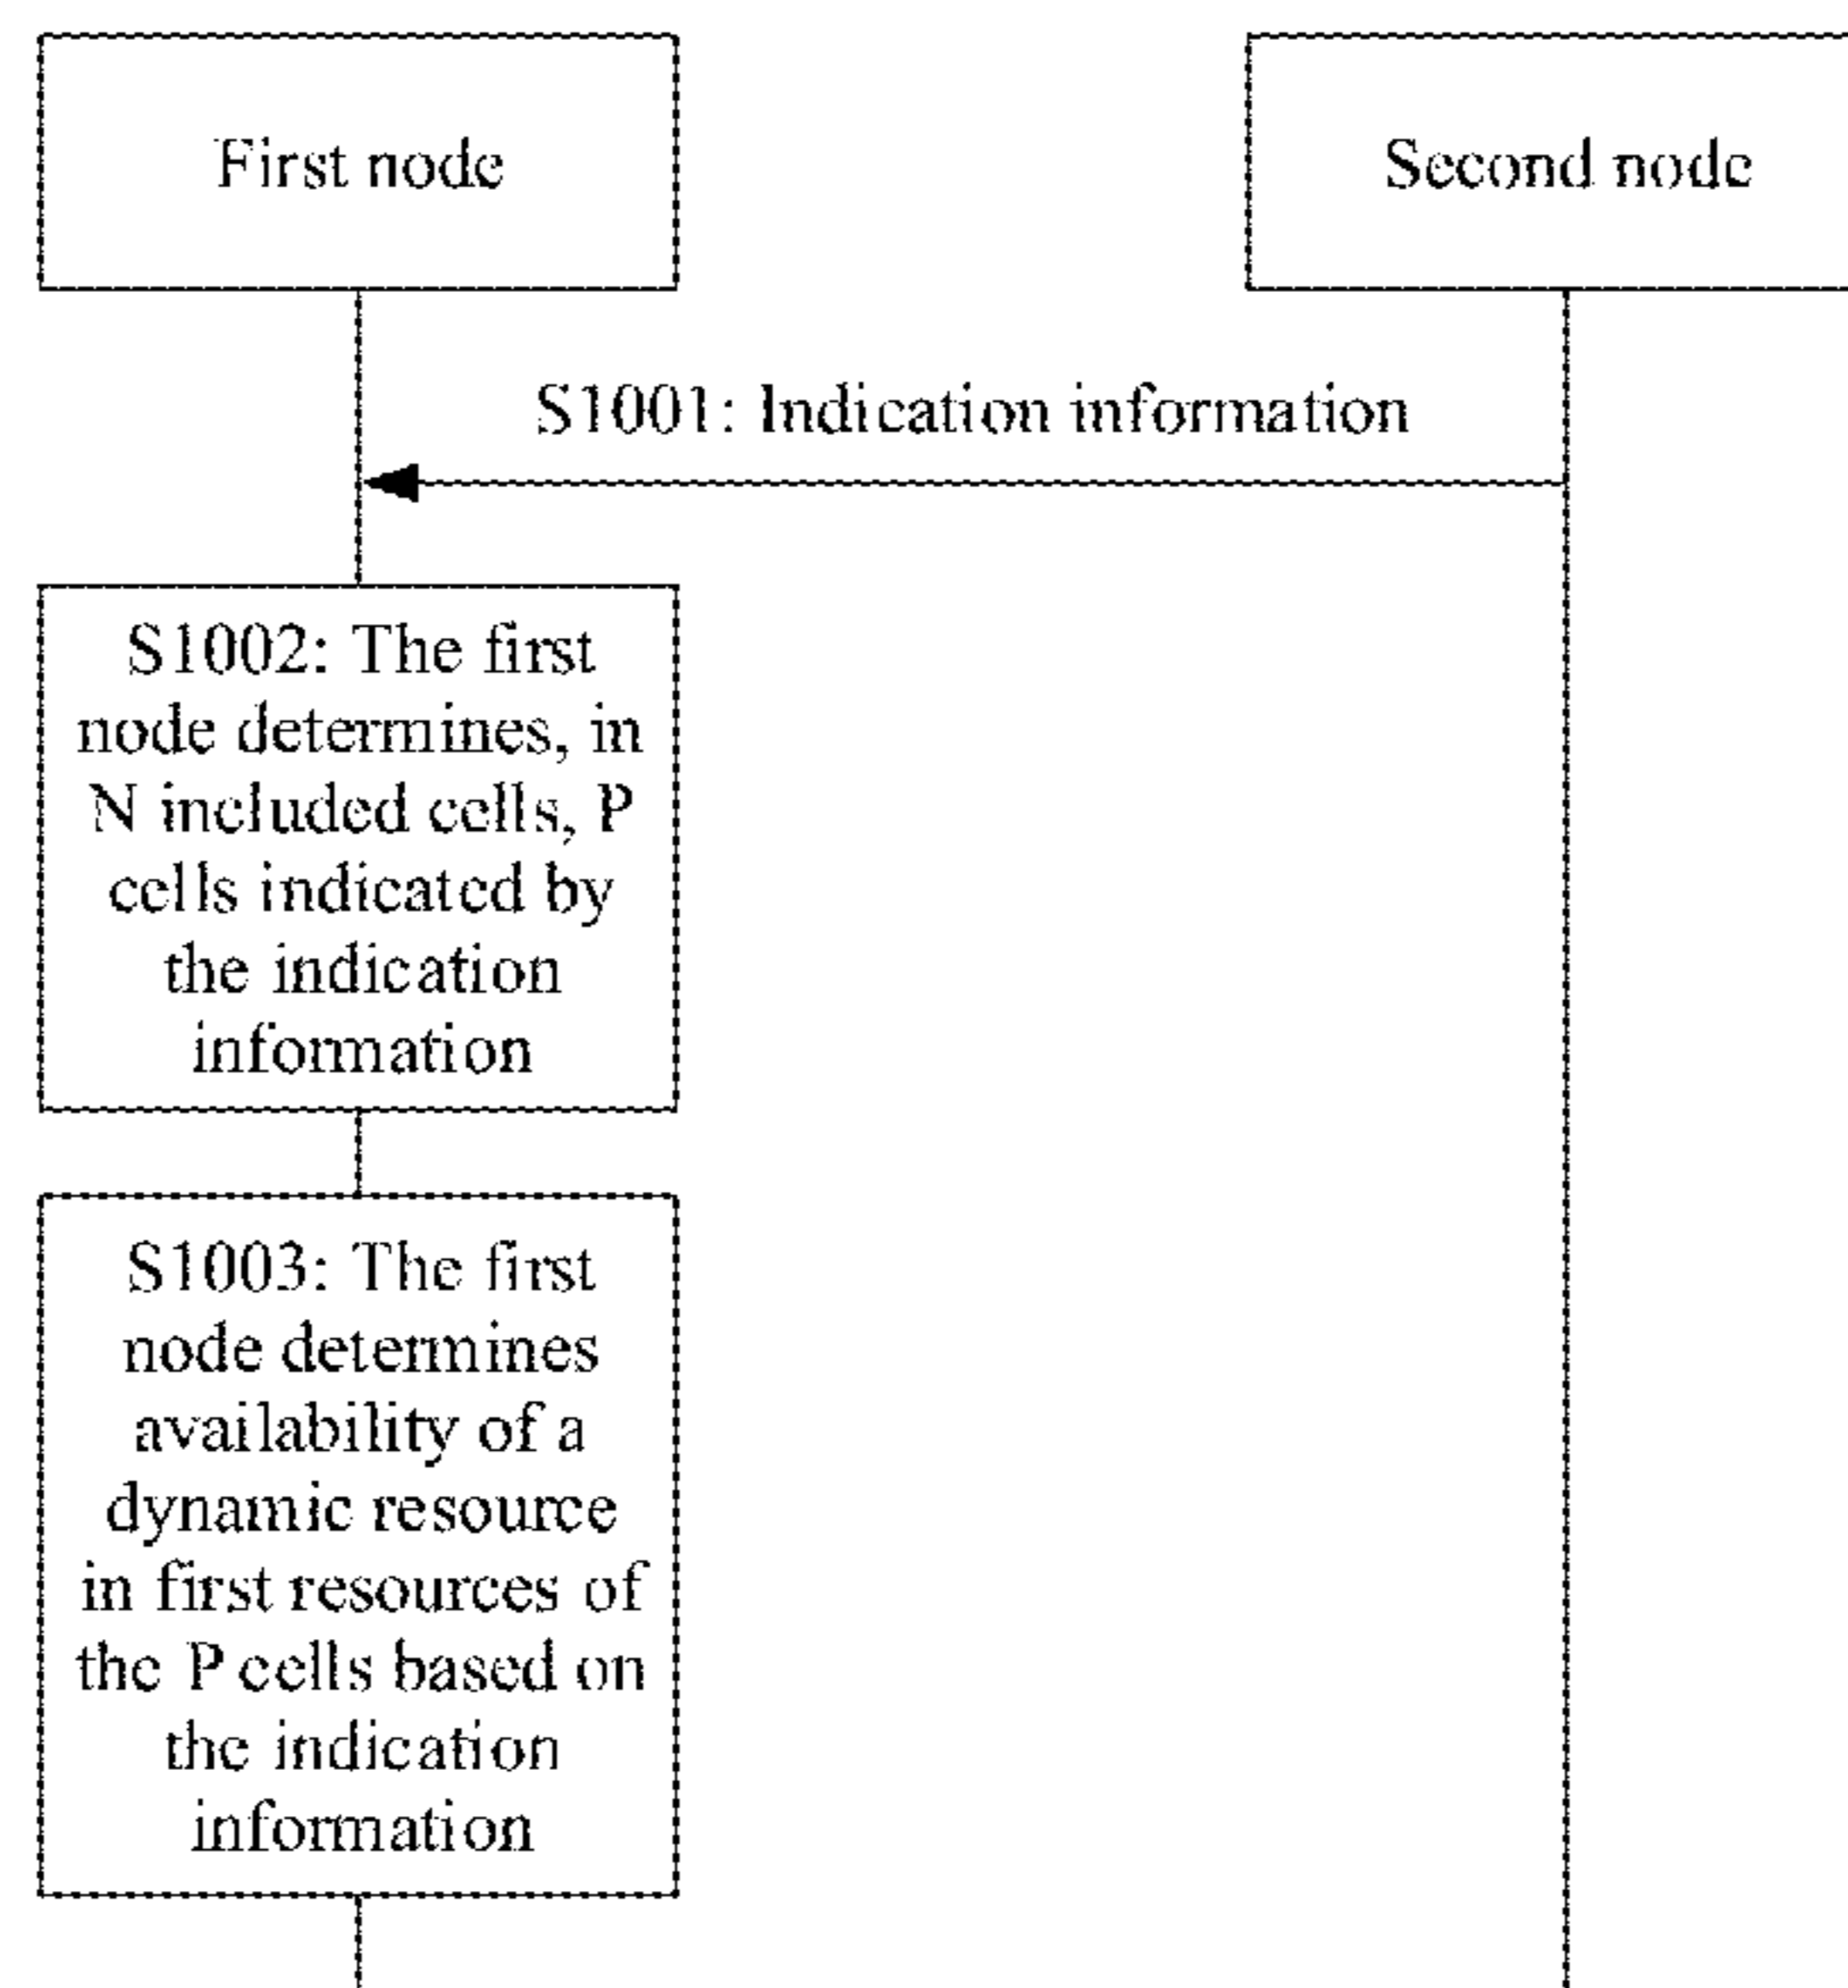 First node
Second node
S1001: Indication information
S1002: The first
node determines, in
N included cells, P
cells indicated by
the indication
information
S1003: The first
node determines
availability of a
dynamic resource
in first resources of
the P cells based on
the indication
information